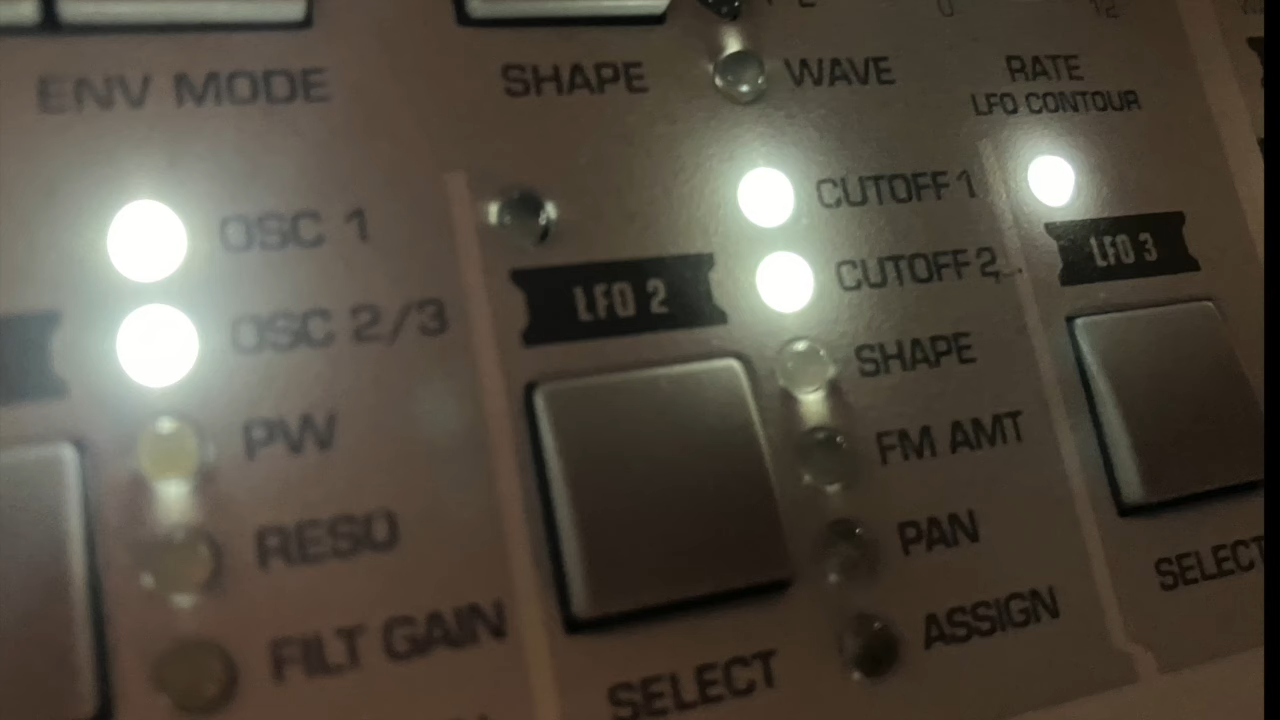 ENV MODE
SHAPE
WAVE
RATE
LFO CONTOUR
OSC 1
OSC 2/3
PW
RESO
FILT GAIN
LFO 2
SELECT
CUTOFF 1
CUTOFF 2
SHAPE
FM AMT
PAN
ASSIGN
LFO 3
SELECT